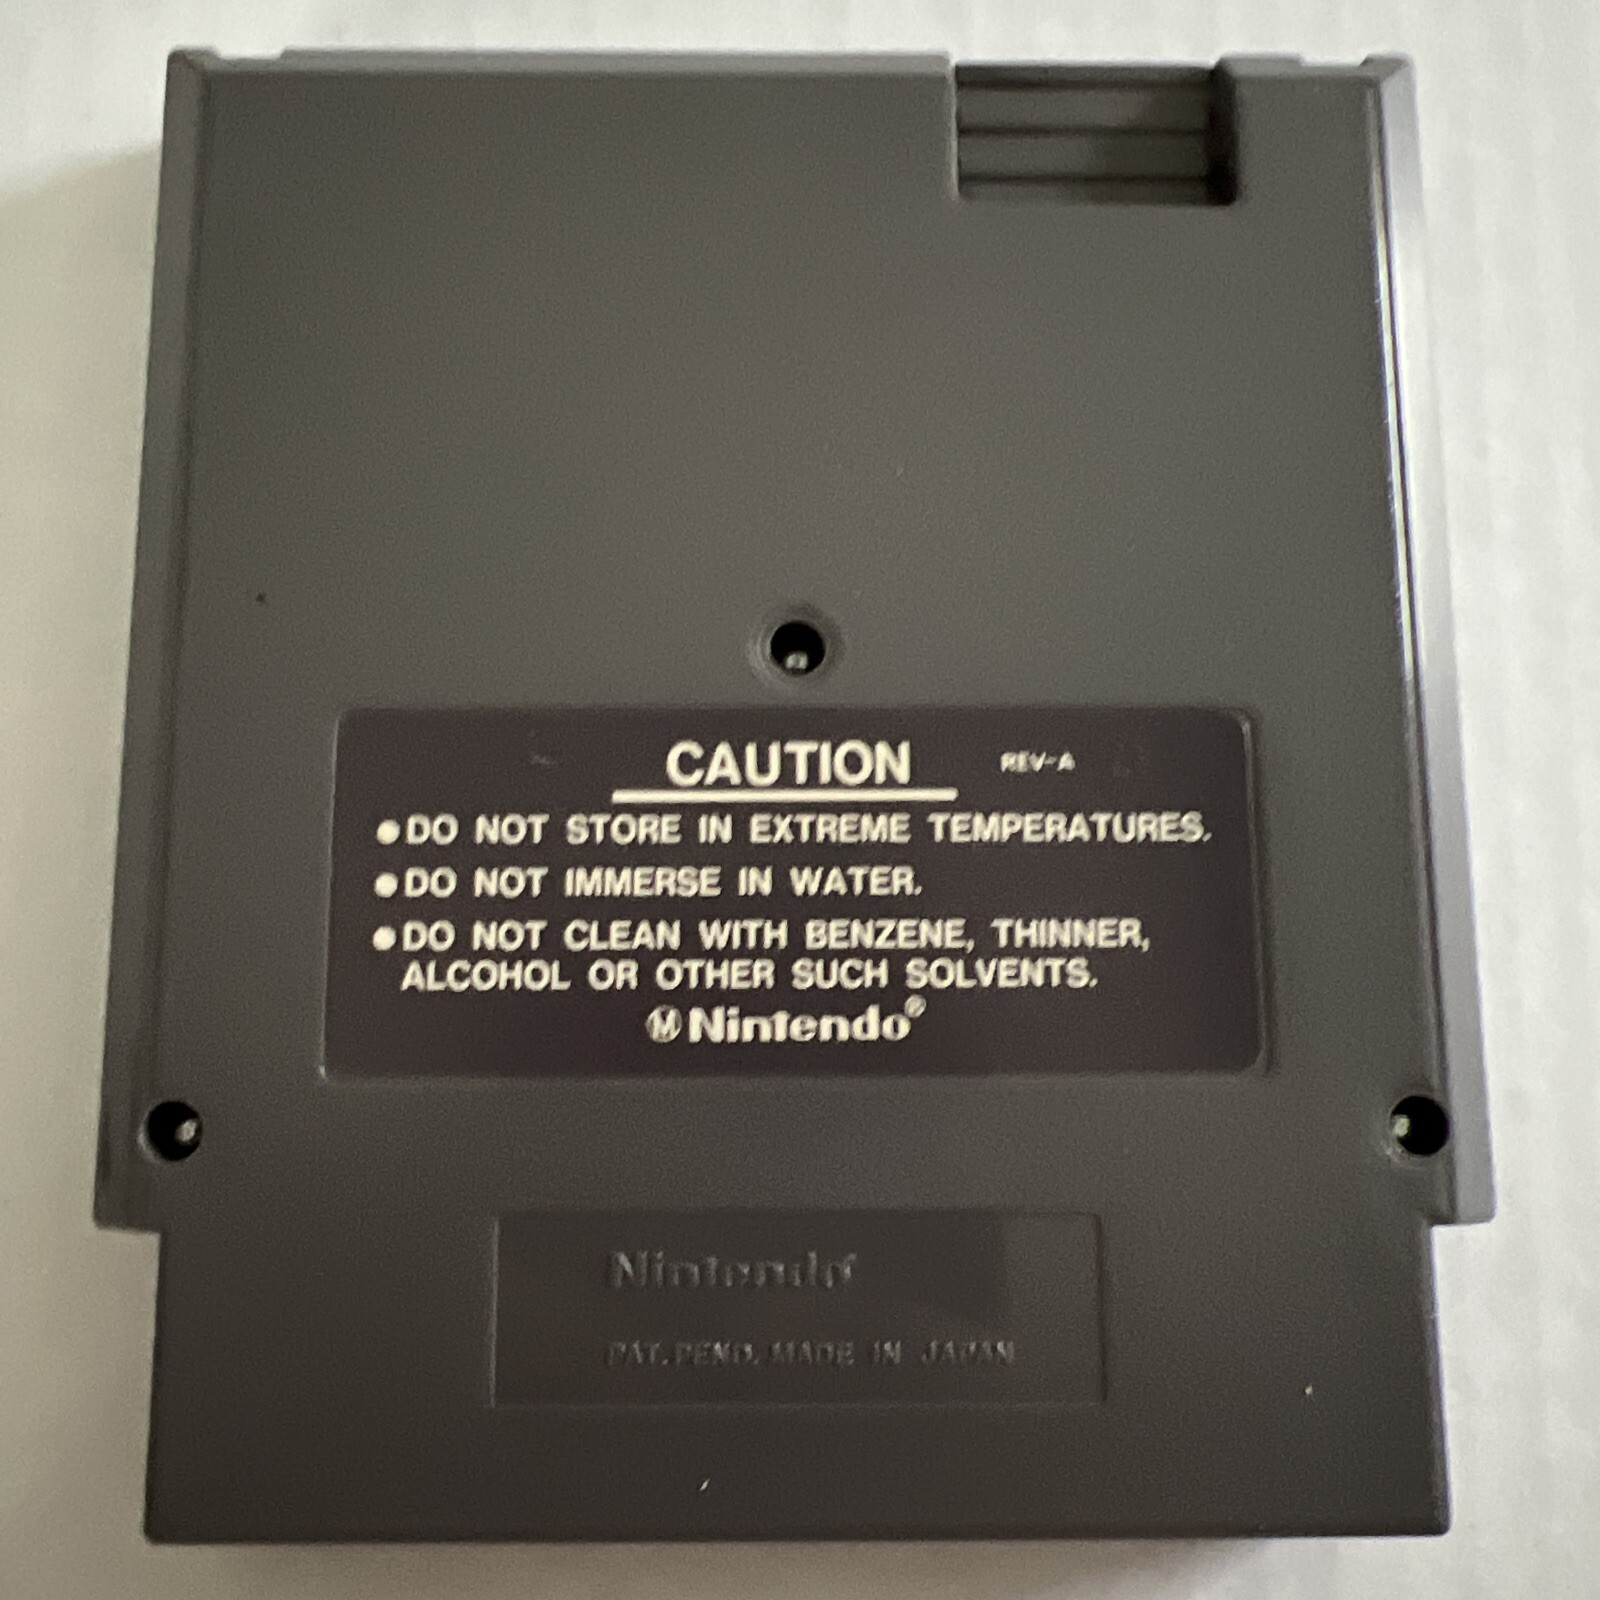 CAUTION REV-A
●DO NOT STORE IN EXTREME TEMPERATURES.
●DO NOT IMMERSE IN WATER.
●DO NOT CLEAN WITH BENZENE, THINNER,
ALCOHOL OR OTHER SUCH SOLVENTS.
Ⓜ Nintendo®
Nintendo®
PAT. PEND. MADE IN JAPAN